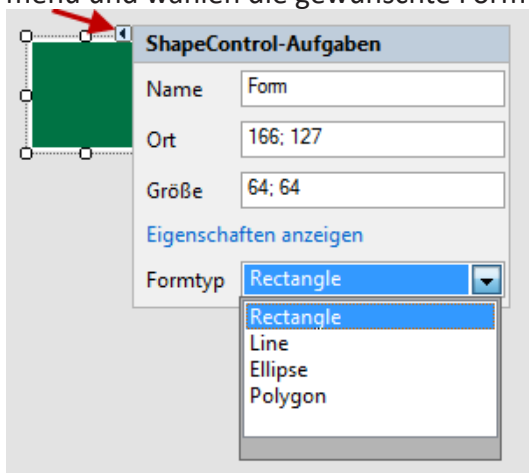 menü und wählen die gewünschte Form
ShapeControl-Aufgaben
Name Form
Ort 166; 127
Größe 64; 64
Eigenschaften anzeigen
Formtyp Rectangle
Rectangle
Line
Ellipse
Polygon